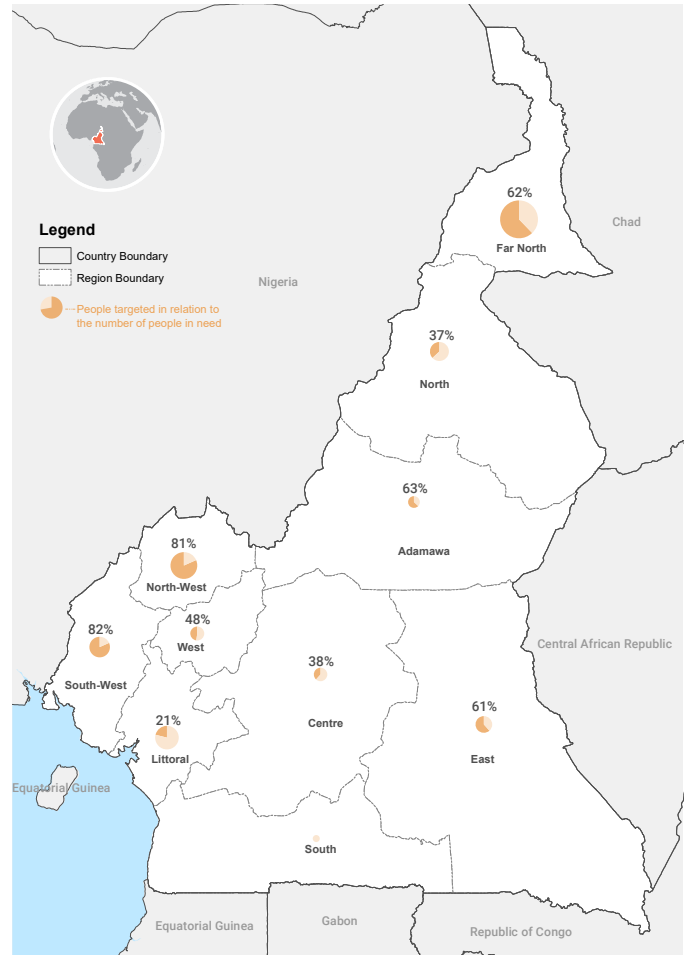 62%
Far North
Chad
Legend
Country Boundary
Region Boundary
People targeted in relation to
the number of people in need
Nigeria
37%
North
63%
Adamawa
81%
North-West
48%
West
82%
South-West
38%
Centre
Central African Republic
21%
Littoral
61%
East
Equatorial Guinea
South
Equatorial Guinea
Gabon
Republic of Congo